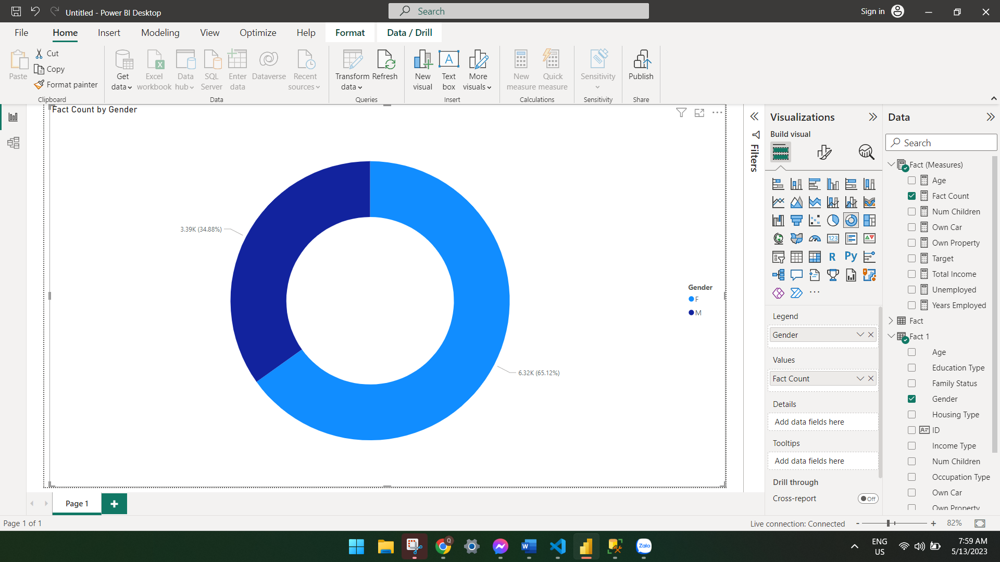 Untitled - Power BI Desktop
Search
Sign in
File
Home
Insert
Modeling
View
Optimize
Help
Format
Data / Drill
Paste
Cut
Copy
Format painter
Clipboard
Get data
Excel workbook
Data hub
SQL Server
Enter data
Dataverse
Recent sources
Data
Transform data
Refresh
Queries
New visual
Text box
More visuals
Insert
New measure
Quick measure
Calculations
Sensitivity
Sensitivity
Publish
Share
Fact Count by Gender
3.39K (34.88%)
6.32K (65.12%)
Gender
F
M
Filters
Visualizations
Build visual
123
R
Py
Legend
Gender
Values
Fact Count
Details
Add data fields here
Tooltips
Add data fields here
Drill through
Cross-report
Off
Data
Search
Fact (Measures)
Age
Fact Count
Num Children
Own Car
Own Property
Target
Total Income
Unemployed
Years Employed
Fact
Fact 1
Age
Education Type
Family Status
Gender
Housing Type
ID
Income Type
Num Children
Occupation Type
Own Car
Own Property
Page 1
Page 1 of 1
Live connection: Connected
- + 82%
Q
W
Zalo
ENG
US
7:59 AM
5/13/2023